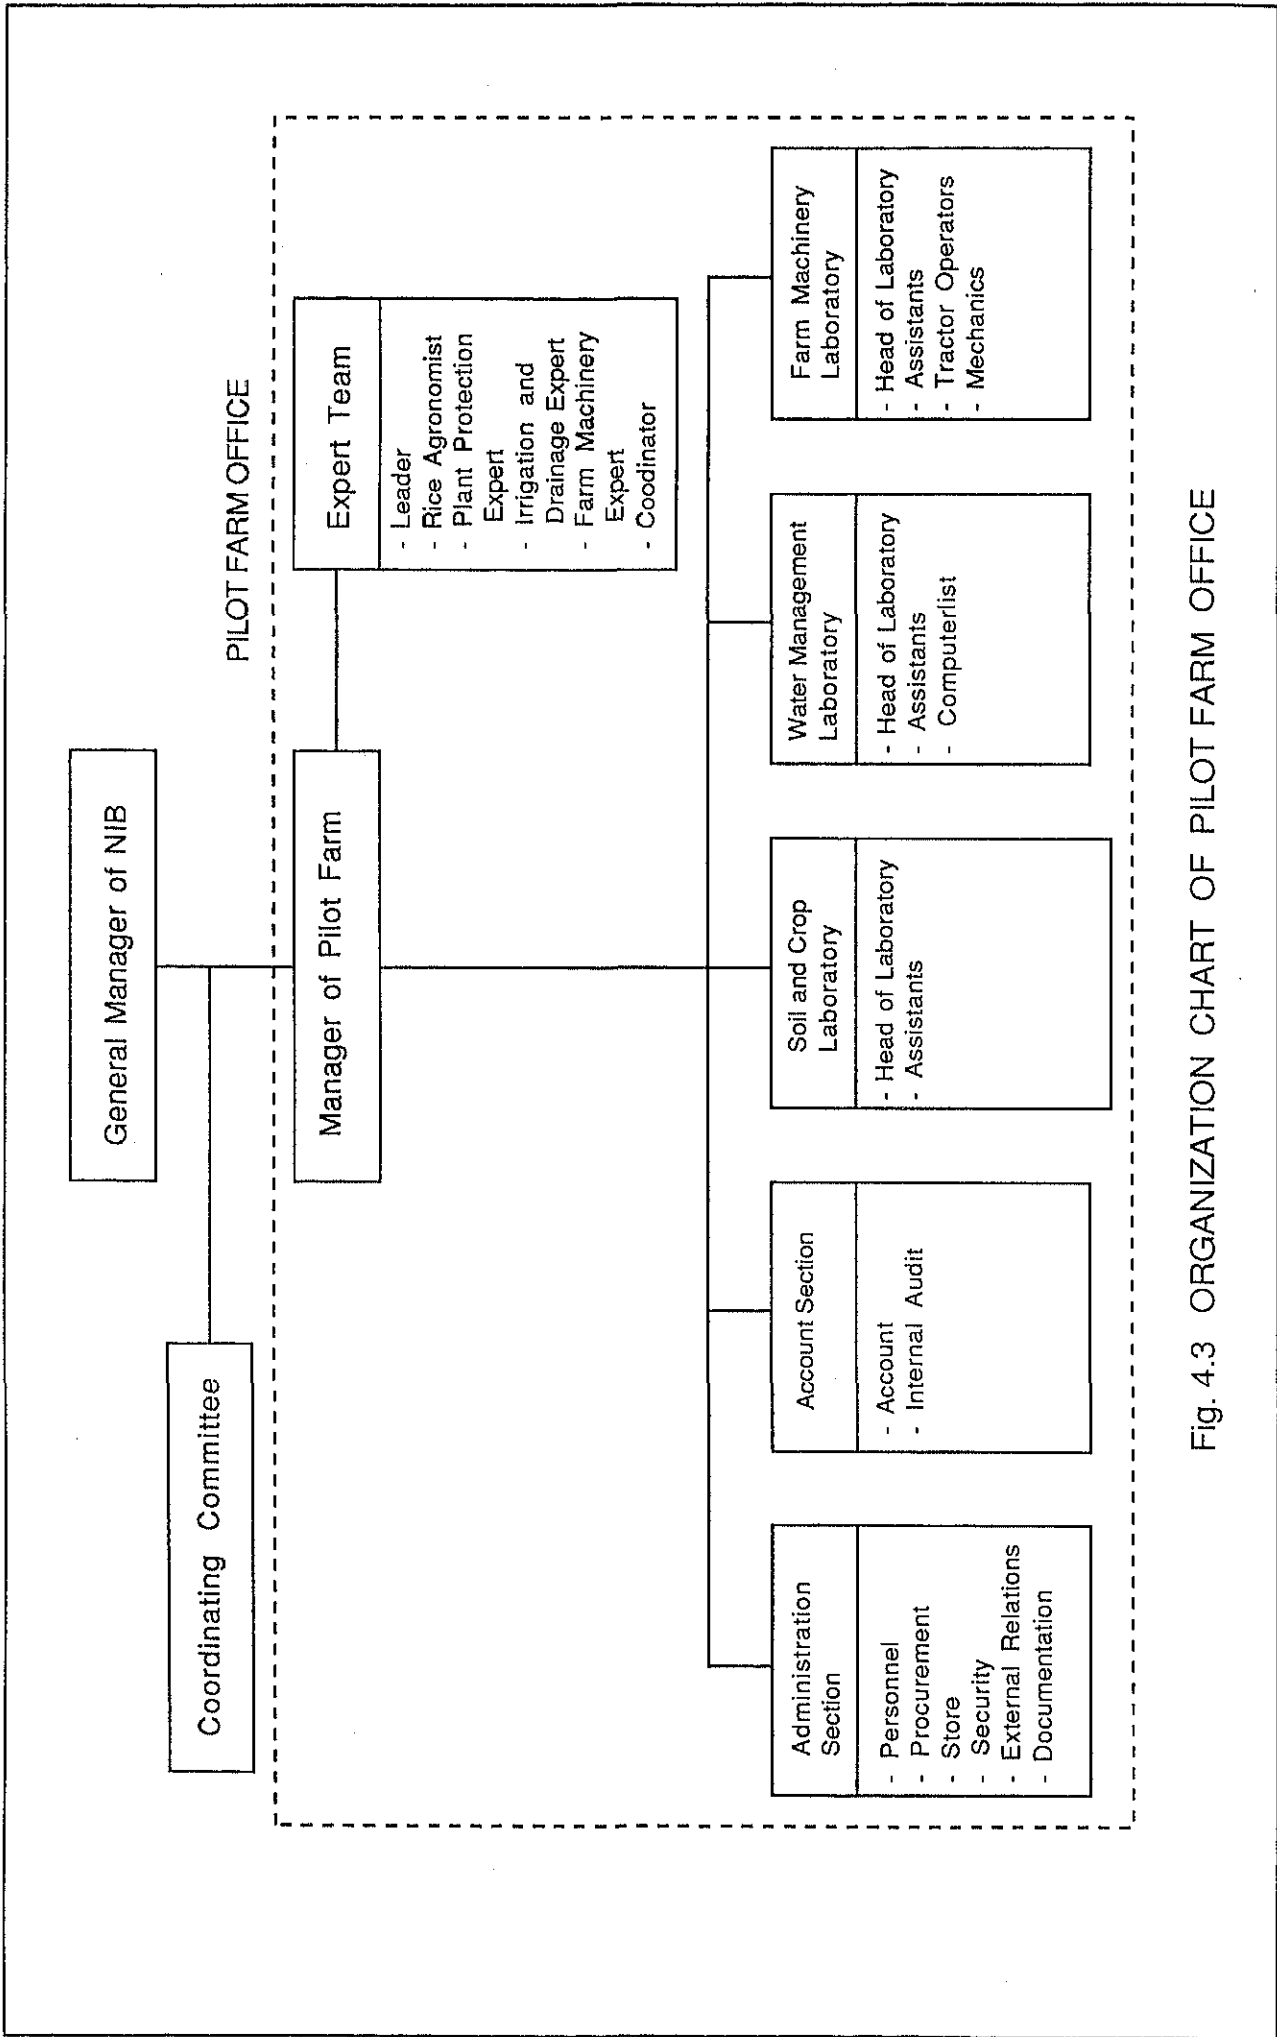 General Manager of NIB
Coordinating Committee
PILOT FARM OFFICE
Manager of Pilot Farm
Expert Team
- Leader
- Rice Agronomist
- Plant Protection
Expert
- Irrigation and
Drainage Expert
- Farm Machinery
Expert
- Coodinator
Administration
Section
- Personnel
- Procurement
- Store
- Security
- External Relations
- Documentation
Account Section
- Account
- Internal Audit
Soil and Crop
Laboratory
- Head of Laboratory
- Assistants
Water Management
Laboratory
- Head of Laboratory
- Assistants
- Computerlist
Farm Machinery
Laboratory
- Head of Laboratory
- Assistants
- Tractor Operators
- Mechanics
Fig. 4.3 ORGANIZATION CHART OF PILOT FARM OFFICE